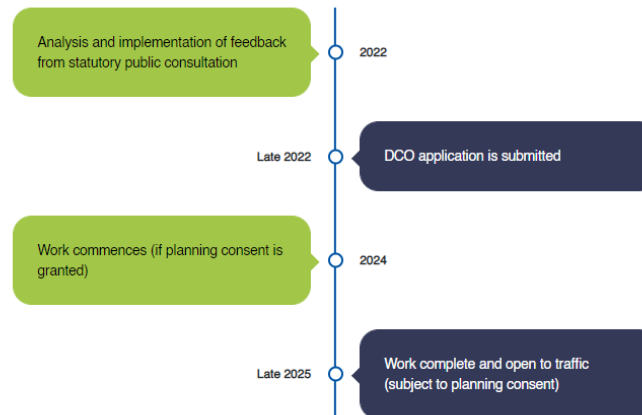 Analysis and implementation of feedback
from statutory public consultation
2022
Late 2022
DCO application is submitted
Work commences (if planning consent is
granted)
2024
Late 2025
Work complete and open to traffic
(subject to planning consent)